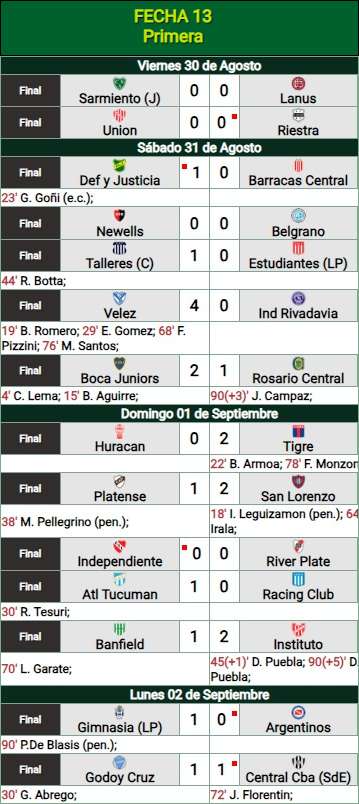 FECHA 13
Primera
Viernes 30 de Agosto
Final Sarmiento (J) 0 0 Lanus
Final Union 0 0 Riestra
Sábado 31 de Agosto
Final Def y Justicia 1 0 Barracas Central
23' G. Goñi (e.c.);
Final Newells 0 0 Belgrano
Final Talleres (C) 1 0 Estudiantes (LP)
44' R. Botta;
Final Velez 4 0 Ind Rivadavia
19' B. Romero; 29' E. Gomez; 68' F.
Pizzini; 76' M. Santos;
Final Boca Juniors 2 1 Rosario Central
4' C. Lema; 15' B. Aguirre; 90(+3)' J. Campaz;
Domingo 01 de Septiembre
Final Huracan 0 2 Tigre
22' B. Armoa; 78' F. Monzon
Final Platense 1 2 San Lorenzo
38' M. Pellegrino (pen.); 18' I. Leguizamon (pen.); 64
Irala;
Final Independiente 0 0 River Plate
Final Atl Tucuman 1 0 Racing Club
30' R. Tesuri;
Final Banfield 1 2 Instituto
70' L. Garate; 45(+1)' D. Puebla; 90(+5)' D
Puebla;
Lunes 02 de Septiembre
Final Gimnasia (LP) 1 0 Argentinos
90' P.De Blasis (pen.);
Final Godoy Cruz 1 1 Central Cba (SdE)
30' G. Abrego; 72' J. Florentin;